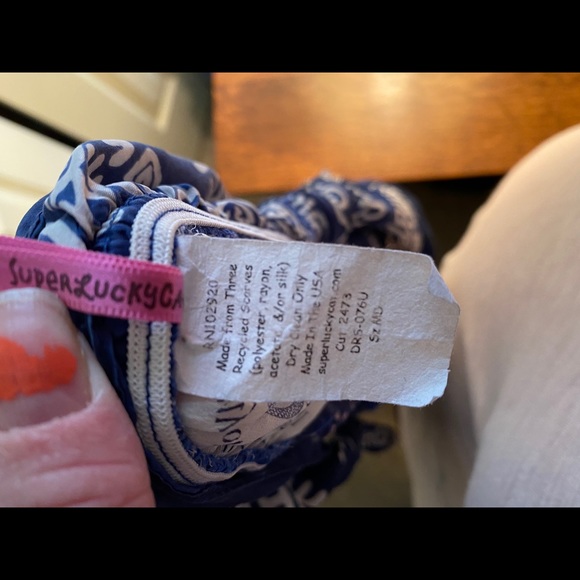 SUPERLUCKYCA
RN102920
Made from Three
Recycled Scarves
(polyester, rayon,
acetate, &/or silk)
Dry Clean Only
Made In the USA
superluckycat.com
Cut 2473
DRS-076U
Sz MD